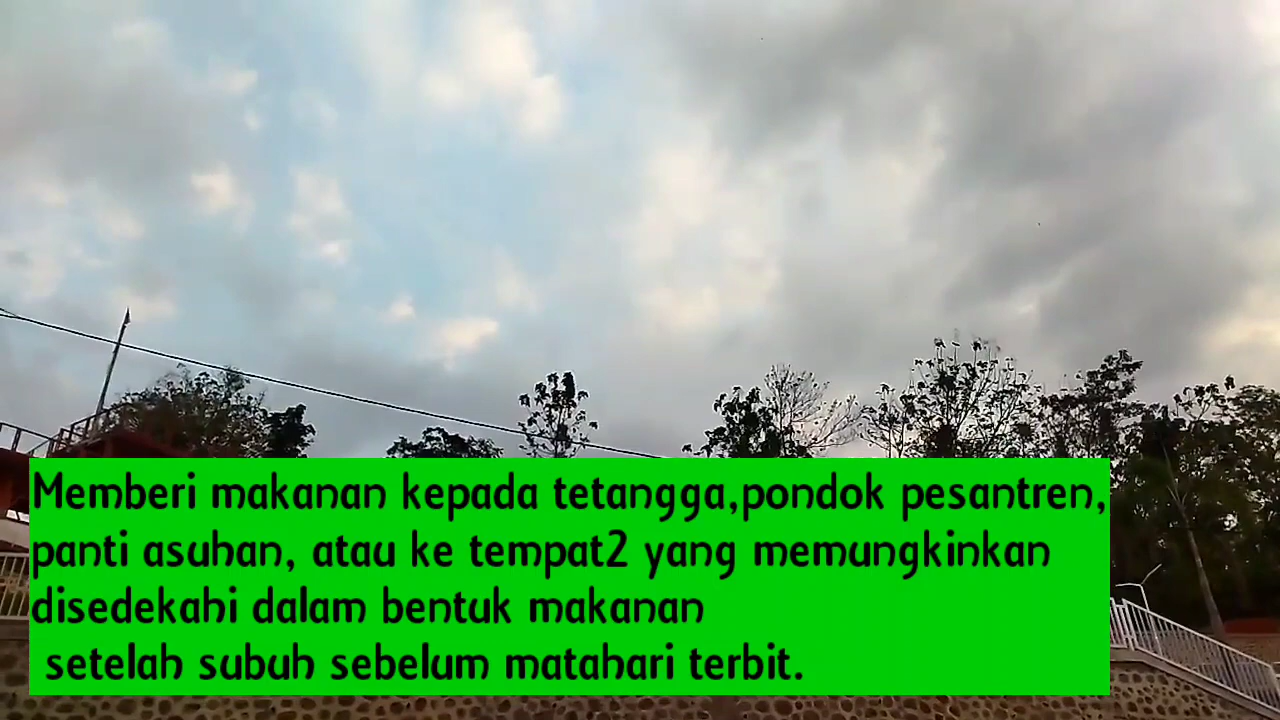 Memberi makanan kepada tetangga,pondok pesantren,
panti asuhan, atau ke tempat2 yang memungkinkan
disedekahi dalam bentuk makanan
setelah subuh sebelum matahari terbit.